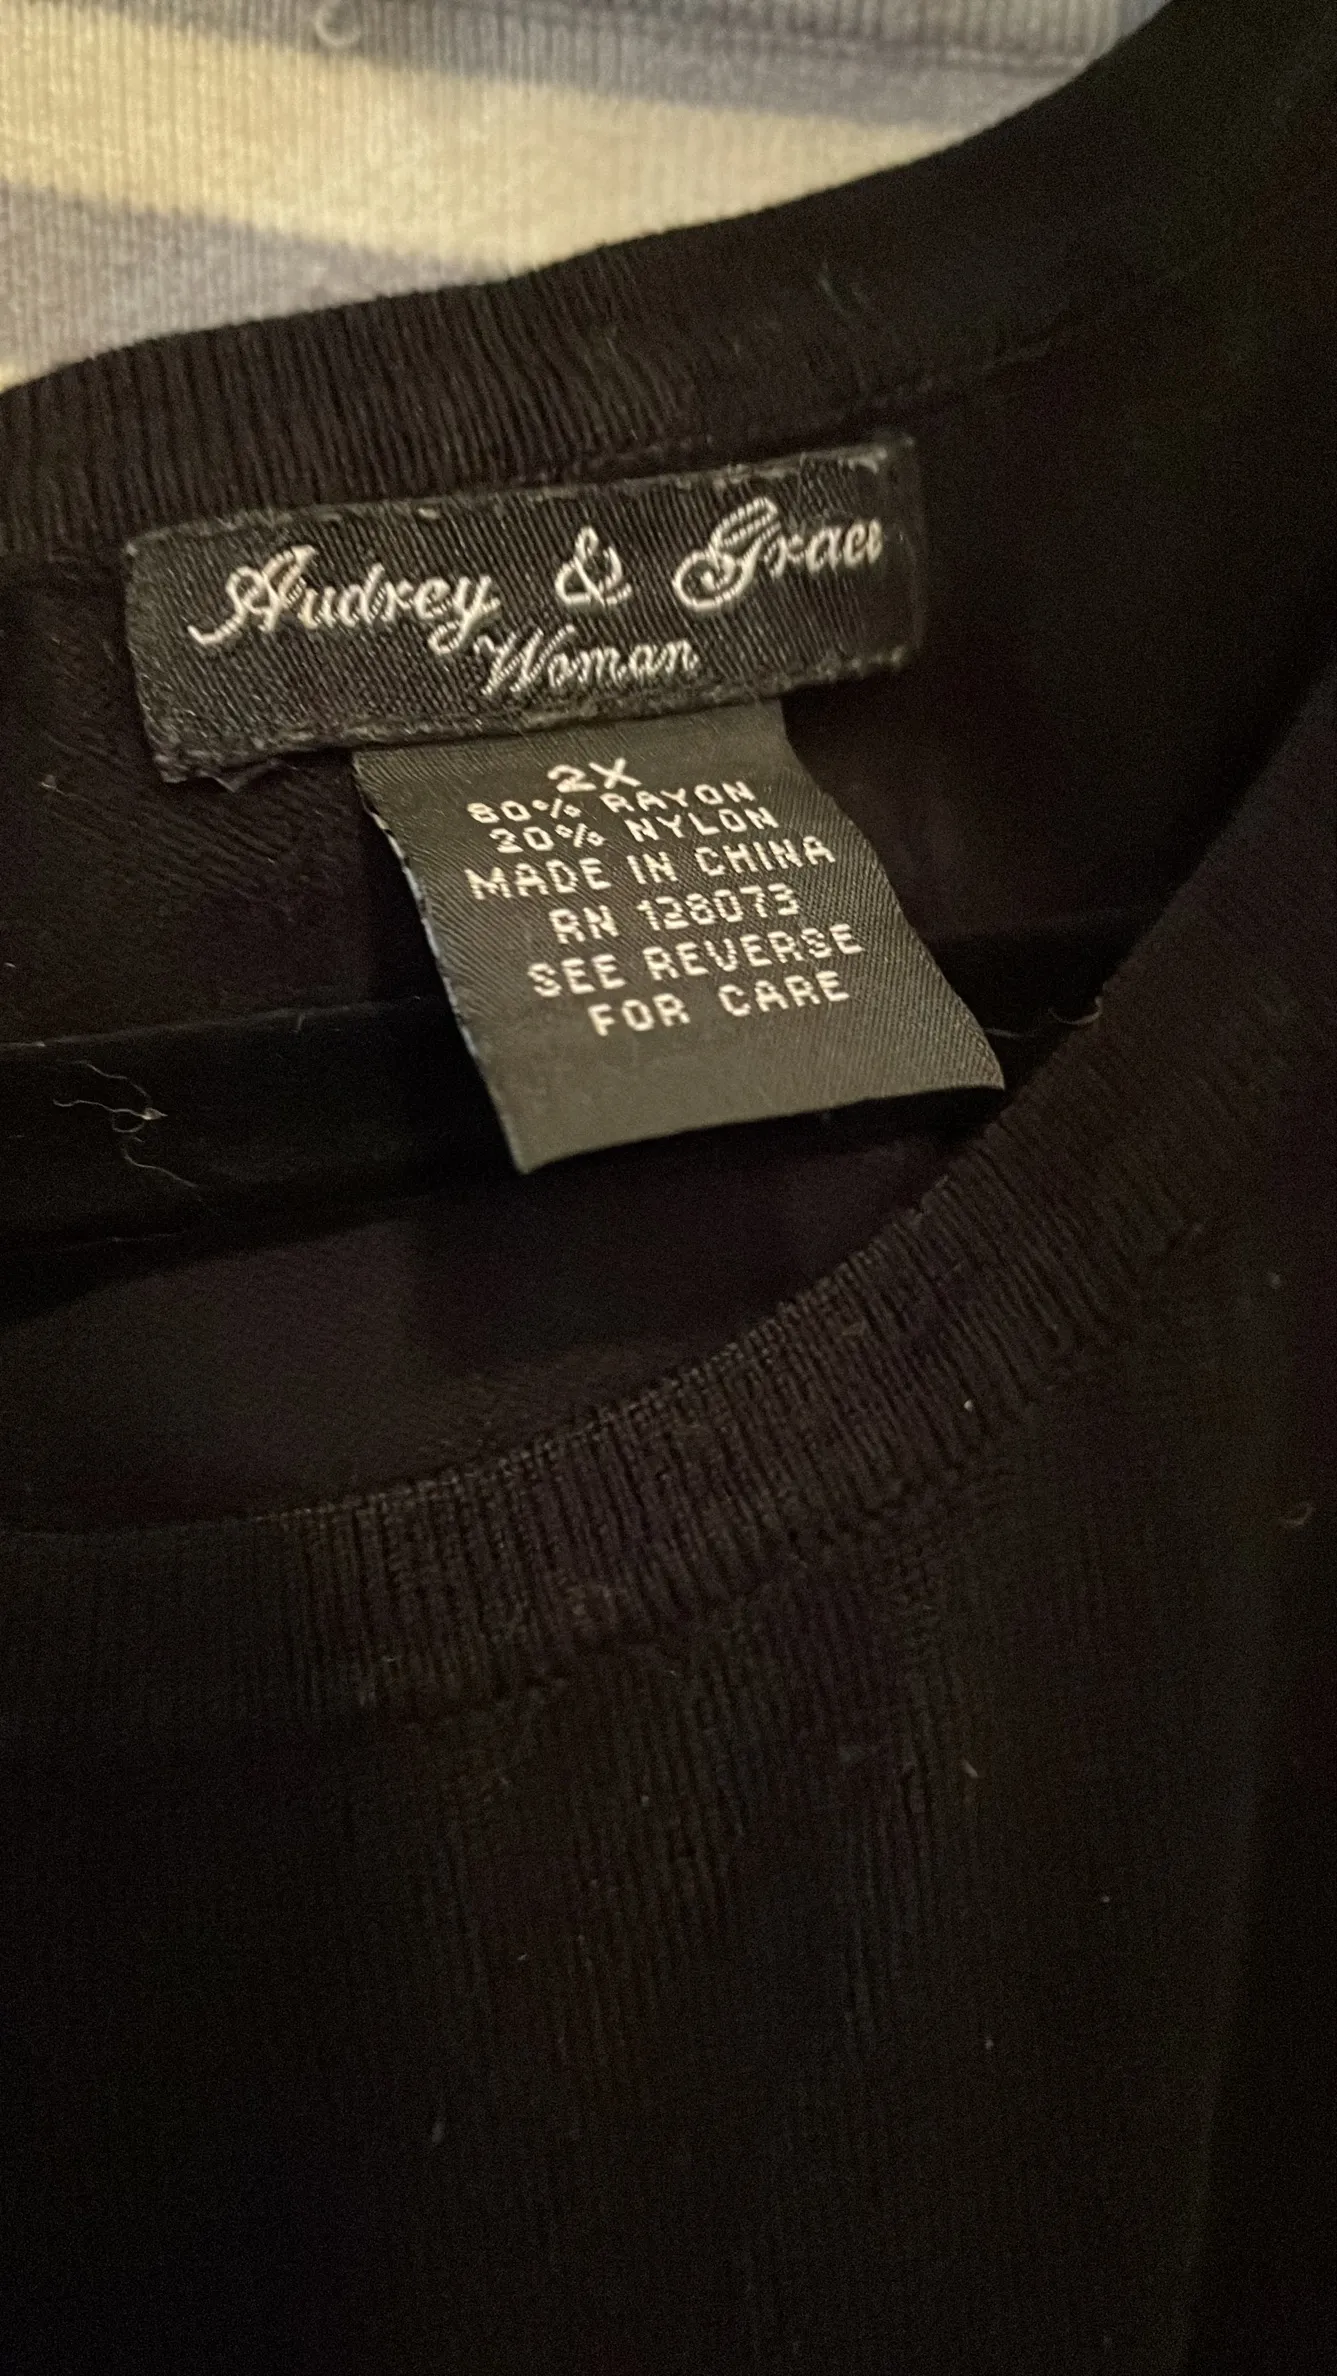 Audrey & Grace
Woman
2X
80% RAYON
20% NYLON
MADE IN CHINA
RN 128073
SEE REVERSE
FOR CARE